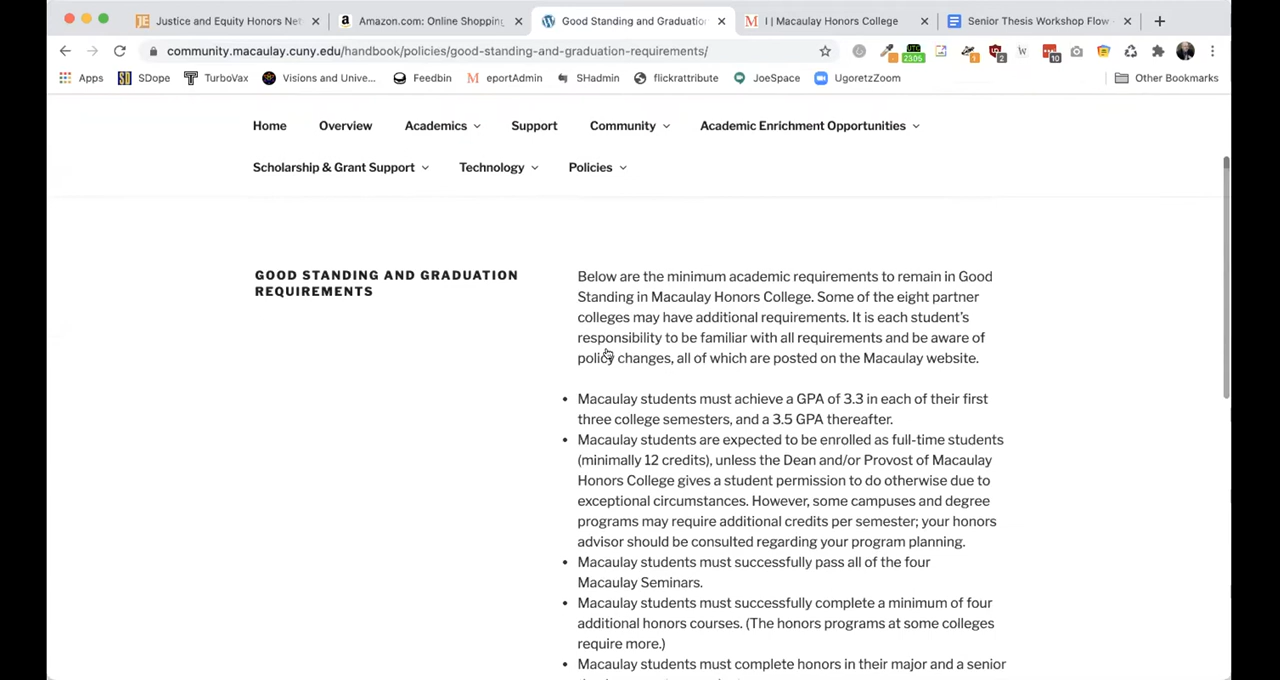 Justice and Equity Honors Net
Amazon.com: Online Shopping
Good Standing and Graduation
I | Macaulay Honors College
Senior Thesis Workshop Flow -
community.macaulay.cuny.edu/handbook/policies/good-standing-and-graduation-requirements/
Apps
SDope
TurboVax
Visions and Unive...
Feedbin
eportAdmin
SHadmin
flickrattribute
JoeSpace
UgoretzZoom
Other Bookmarks
Home
Overview
Academics
Support
Community
Academic Enrichment Opportunities
Scholarship & Grant Support
Technology
Policies
GOOD STANDING AND GRADUATION
REQUIREMENTS
Below are the minimum academic requirements to remain in Good
Standing in Macaulay Honors College. Some of the eight partner
colleges may have additional requirements. It is each student's
responsibility to be familiar with all requirements and be aware of
policy changes, all of which are posted on the Macaulay website.
• Macaulay students must achieve a GPA of 3.3 in each of their first
three college semesters, and a 3.5 GPA thereafter.
• Macaulay students are expected to be enrolled as full-time students
(minimally 12 credits), unless the Dean and/or Provost of Macaulay
Honors College gives a student permission to do otherwise due to
exceptional circumstances. However, some campuses and degree
programs may require additional credits per semester; your honors
advisor should be consulted regarding your program planning.
• Macaulay students must successfully pass all of the four
Macaulay Seminars.
• Macaulay students must successfully complete a minimum of four
additional honors courses. (The honors programs at some colleges
require more.)
• Macaulay students must complete honors in their major and a senior